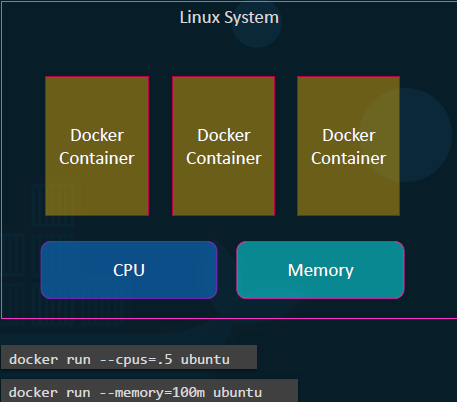 Linux System
Docker
Container
Docker
Container
Docker
Container
CPU
Memory
docker run --cpus=.5 ubuntu
docker run --memory=100m ubuntu